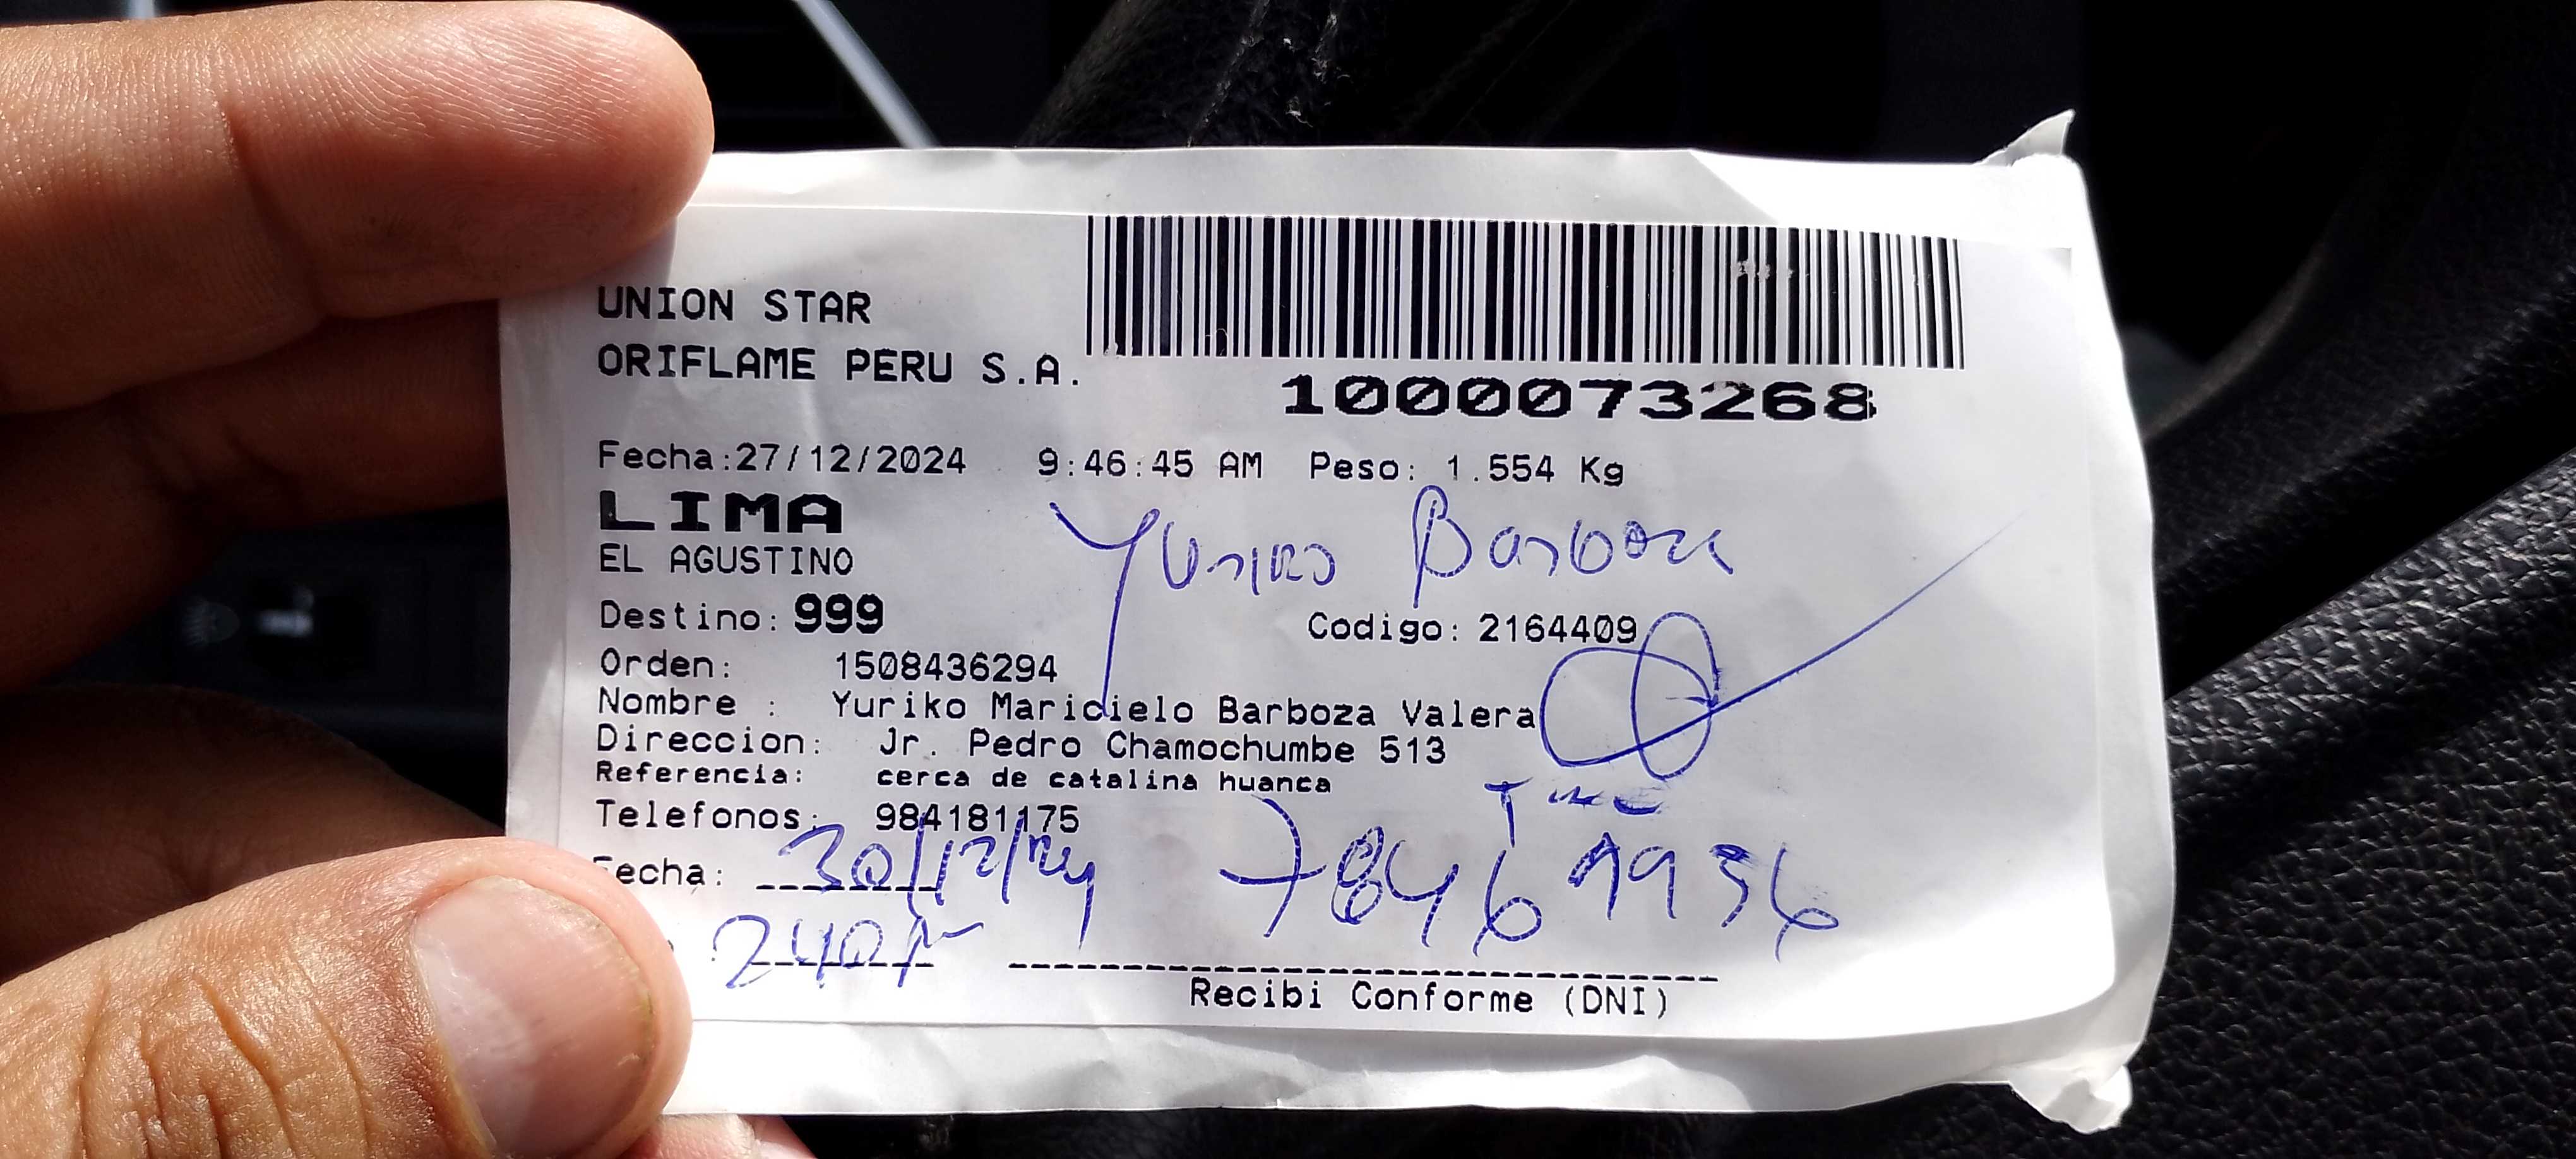 UNION STAR
ORIFLAME PERU S.A.
1000073268
Fecha:27/12/2024 9:46:45 AM Peso: 1.554 Kg
LIMA
EL AGUSTINO
Yuriko Barboza
Destino: 999 Codigo: 2164409
Orden: 1508436294
Nombre : Yuriko Maricielo Barboza Valera
Direccion: Jr. Pedro Chamochumbe 513
Referencia: cerca de catalina huanca
Telefonos: 984181175
Fecha: 30/12/24
Recibi Conforme (DNI)